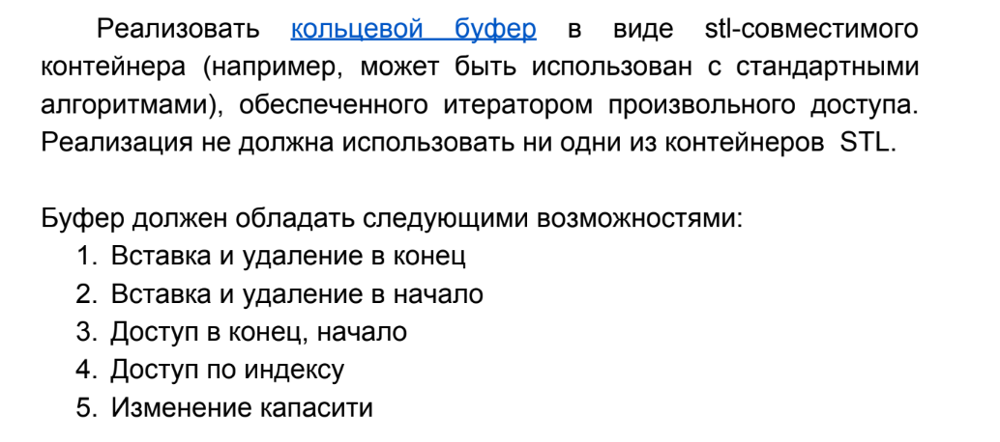 Реализовать кольцевой буфер в виде stl-совместимого
контейнера (например, может быть использован с стандартными
алгоритмами), обеспеченного итератором произвольного доступа.
Реализация не должна использовать ни одни из контейнеров STL.
Буфер должен обладать следующими возможностями:
1. Вставка и удаление в конец
2. Вставка и удаление в начало
3. Доступ в конец, начало
4. Доступ по индексу
5. Изменение капасити